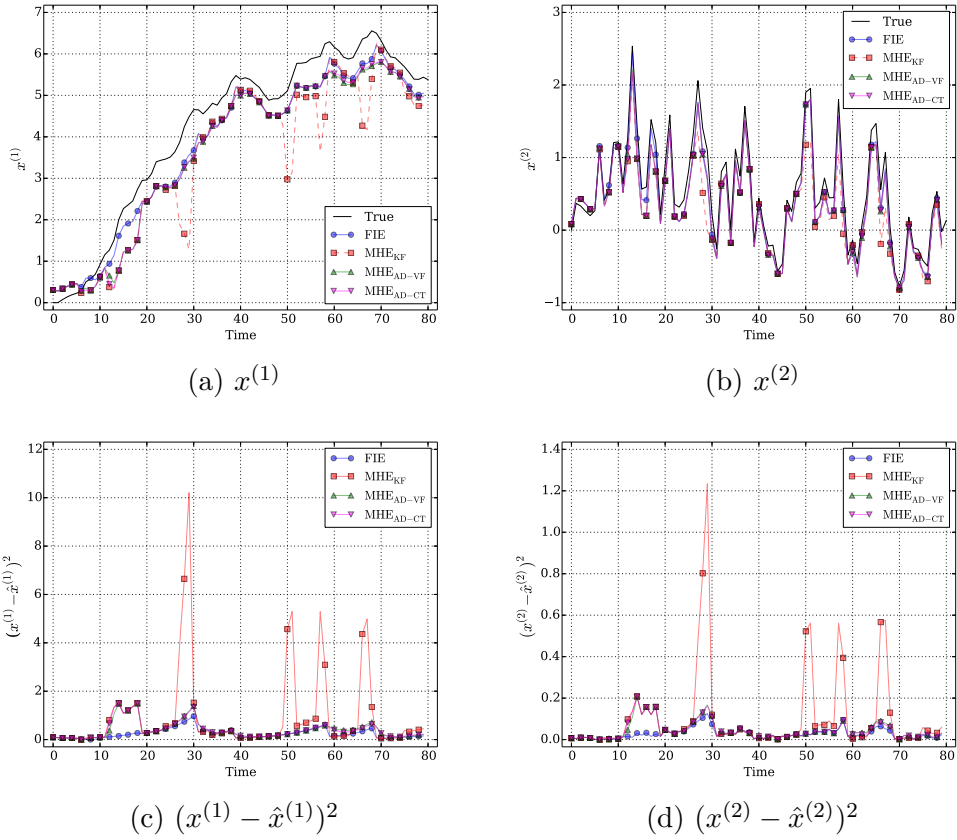 7
6
5
4
3
2
1
0
x^(1)
0 10 20 30 40 50 60 70 80
Time
True
FIE
MHE_KF
MHE_AD−VF
MHE_AD−CT
(a) x^(1)
3
2
1
0
−1
x^(2)
0 10 20 30 40 50 60 70 80
Time
True
FIE
MHE_KF
MHE_AD−VF
MHE_AD−CT
(b) x^(2)
12
10
8
6
4
2
0
(x^(1) − x̂^(1))^2
0 10 20 30 40 50 60 70 80
Time
FIE
MHE_KF
MHE_AD−VF
MHE_AD−CT
(c) (x^(1) − x̂^(1))^2
1.4
1.2
1.0
0.8
0.6
0.4
0.2
0.0
(x^(2) − x̂^(2))^2
0 10 20 30 40 50 60 70 80
Time
FIE
MHE_KF
MHE_AD−VF
MHE_AD−CT
(d) (x^(2) − x̂^(2))^2